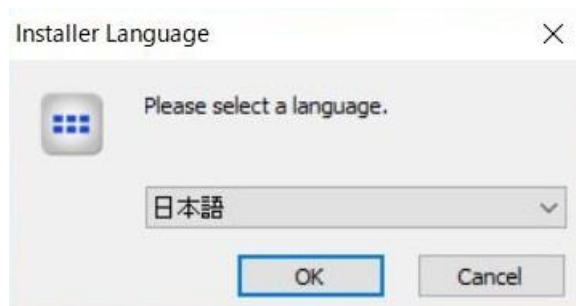 Installer Language
Please select a language.
日本語
OK
Cancel